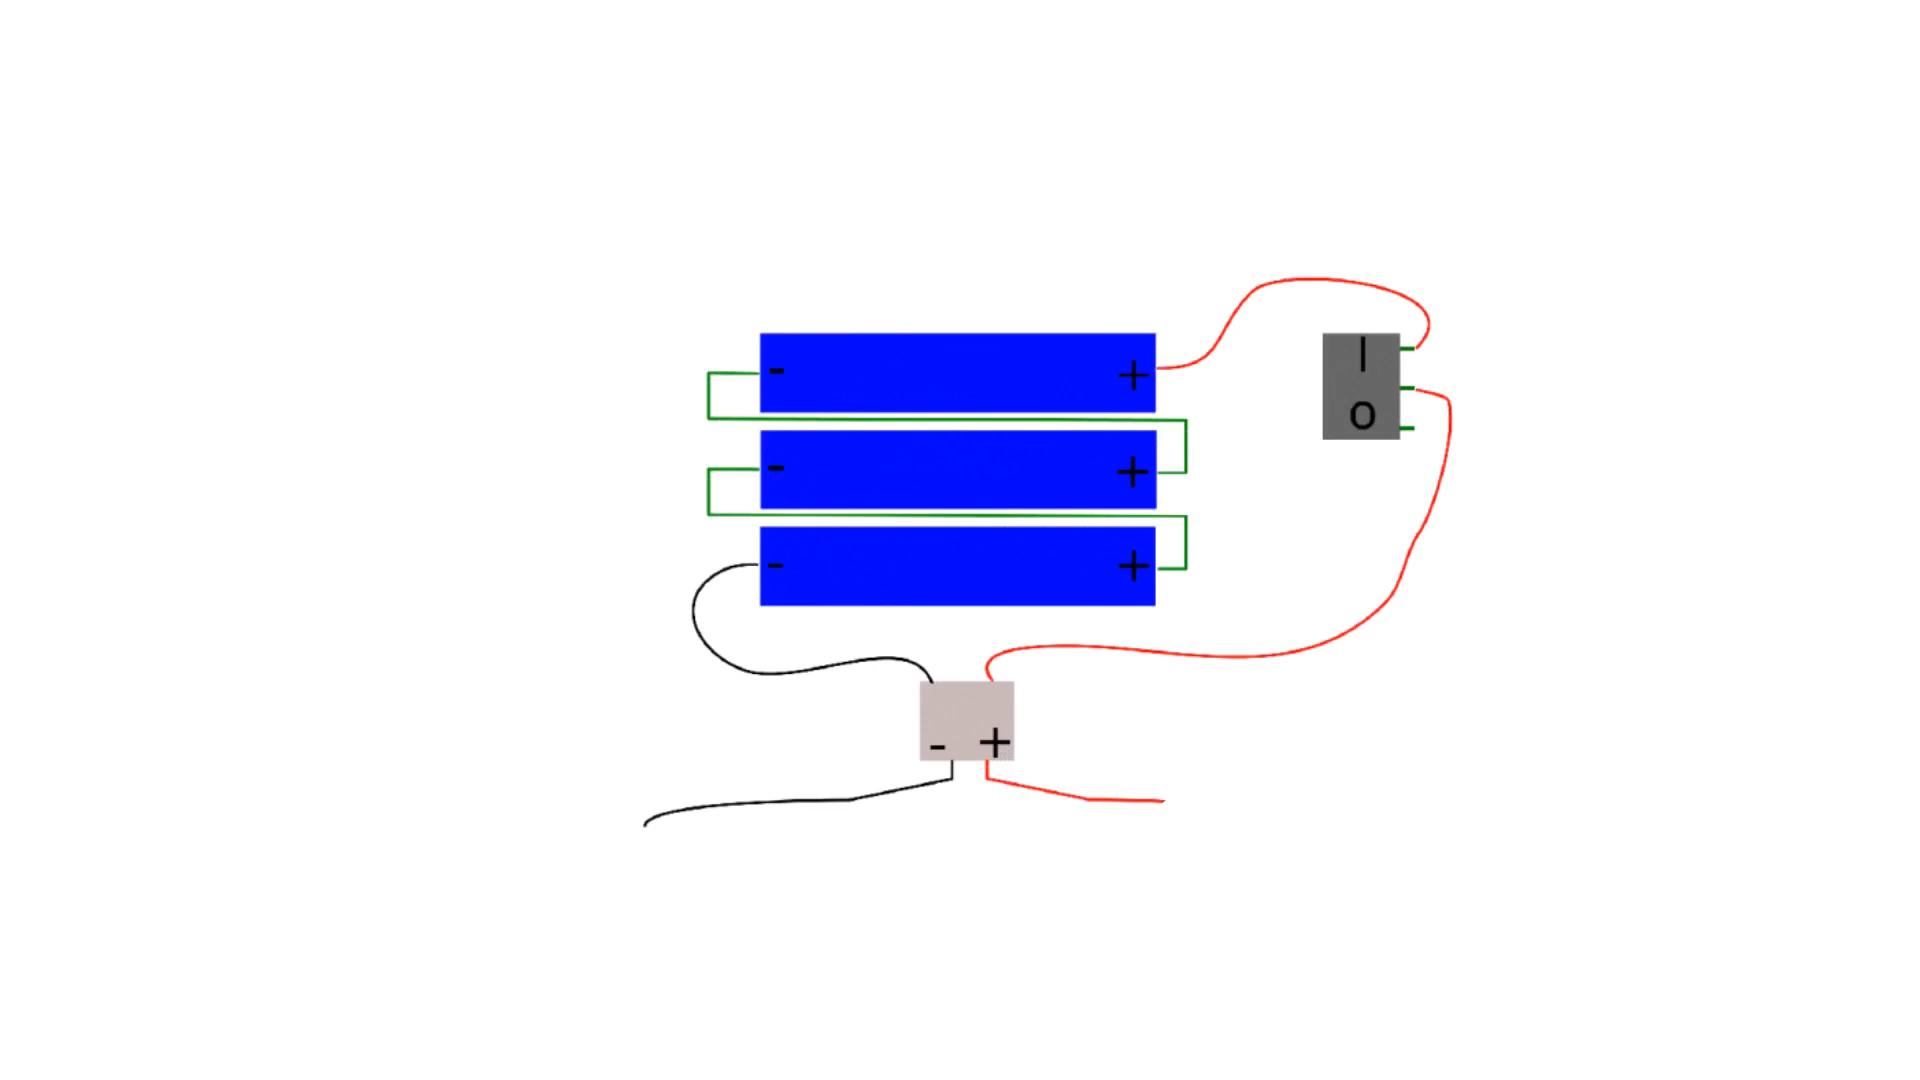 - +
- +
- +
I
O
- +